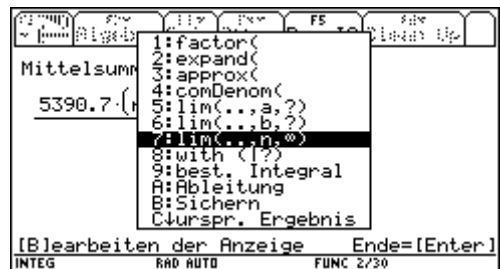 F5
Clean Up
Mittelsumm
5390.7·(
1:factor(
2:expand(
3:approx(
4:comDenom(
5:lim(..,a,?)
6:lim(..,b,?)
7:lim(..,n,∞)
8:with (|?)
9:best. Integral
A:Ableitung
B:Sichern
C↓urspr. Ergebnis
[B]earbeiten der Anzeige Ende=[Enter]
INTEG RAD AUTO FUNC 2/30